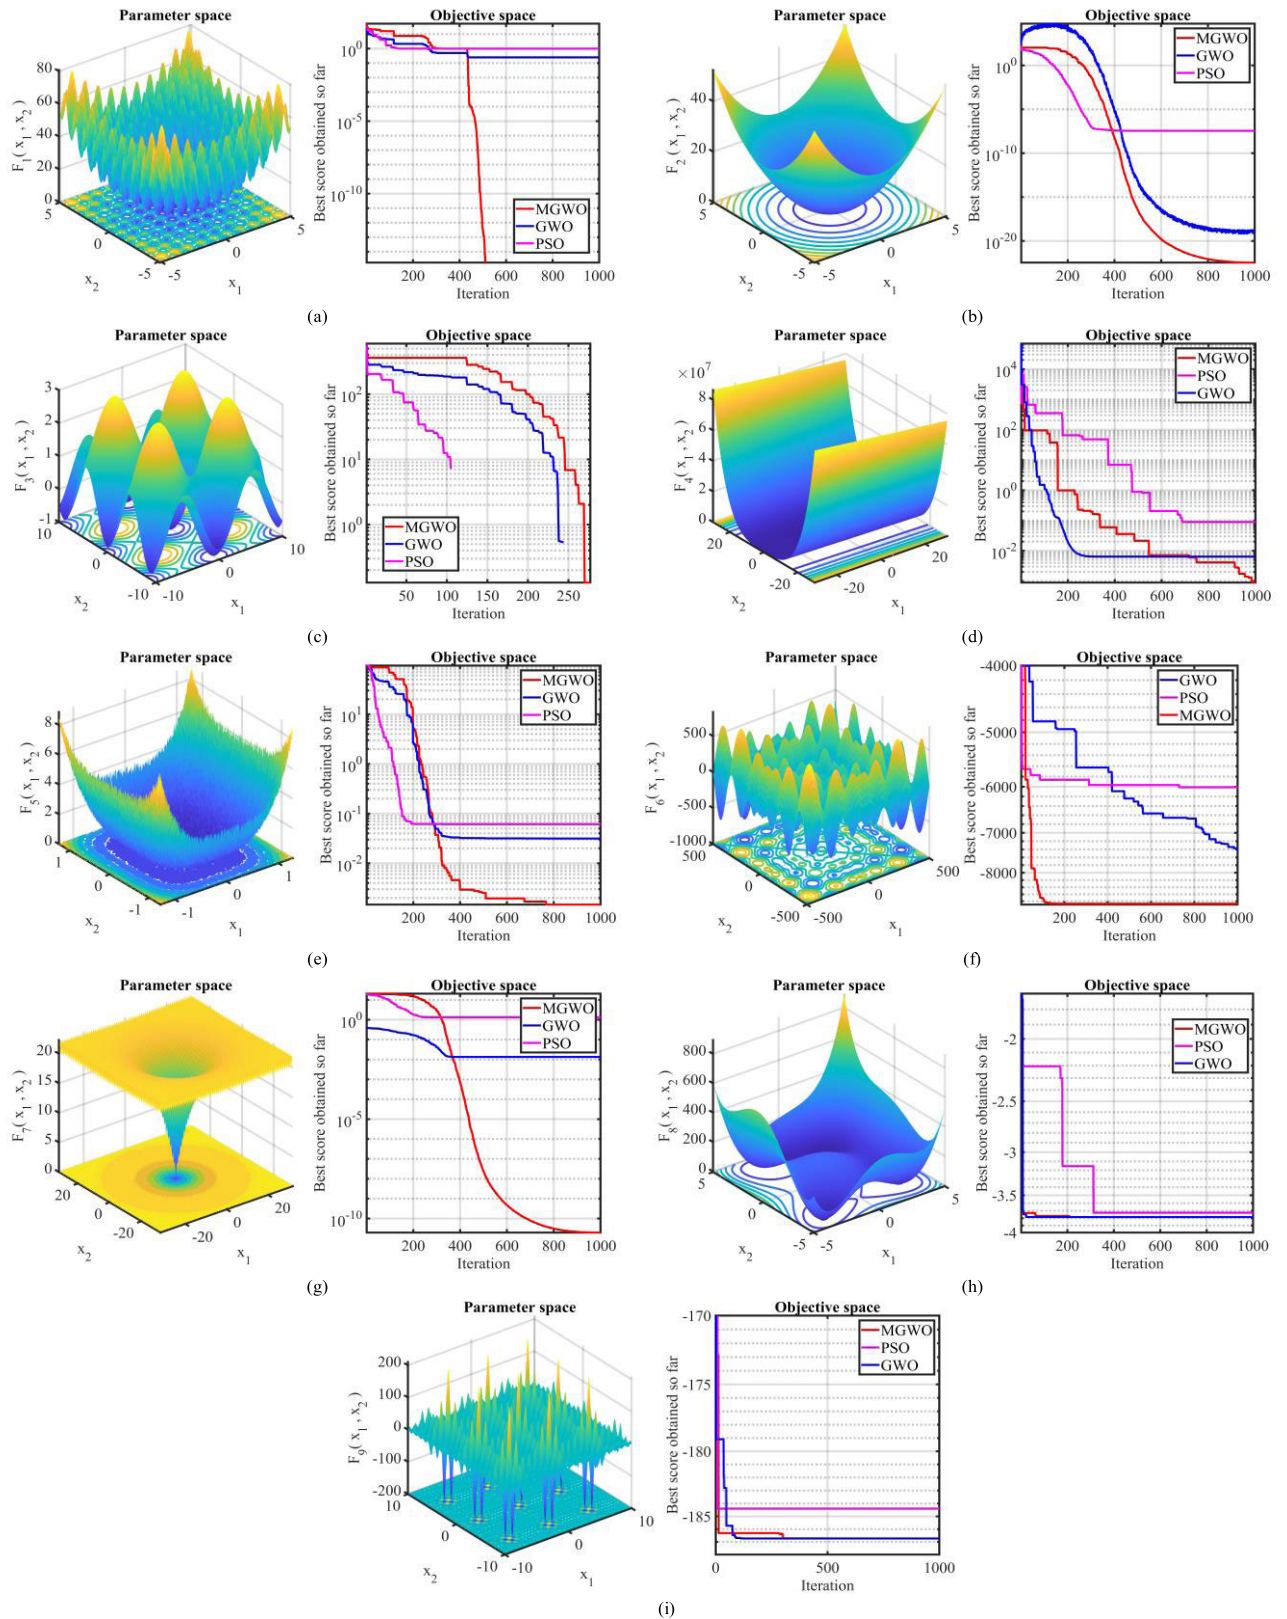 Parameter space
F1( x1 , x2 )
80
60
40
20
0
5
0
-5
x2
-5
0
5
x1
Objective space
Best score obtained so far
10^0
10^-5
10^-10
MGWO
GWO
PSO
200 400 600 800 1000
Iteration
(a)
Parameter space
F2( x1 , x2 )
40
20
0
5
0
-5
x2
-5
0
5
x1
Objective space
Best score obtained so far
10^0
10^-10
10^-20
MGWO
GWO
PSO
200 400 600 800 1000
Iteration
(b)
Parameter space
F3( x1 , x2 )
3
2
1
0
-1
10
0
-10
x2
-10
0
10
x1
Objective space
Best score obtained so far
10^2
10^1
10^0
MGWO
GWO
PSO
50 100 150 200 250
Iteration
(c)
Parameter space
×10^7
F4( x1 , x2 )
8
6
4
2
0
20
0
-20
x2
-20
0
20
x1
Objective space
Best score obtained so far
10^4
10^2
10^0
10^-2
MGWO
PSO
GWO
200 400 600 800 1000
Iteration
(d)
Parameter space
F5( x1 , x2 )
8
6
4
2
0
1
0
-1
x2
-1
0
1
x1
Objective space
Best score obtained so far
10^1
10^0
10^-1
10^-2
MGWO
GWO
PSO
200 400 600 800 1000
Iteration
(e)
Parameter space
F6( x1 , x2 )
500
0
-500
-1000
500
0
-500
x2
-500
0
500
x1
Objective space
Best score obtained so far
-4000
-5000
-6000
-7000
-8000
GWO
PSO
MGWO
200 400 600 800 1000
Iteration
(f)
Parameter space
F7( x1 , x2 )
20
15
10
5
0
20
0
-20
x2
-20
0
20
x1
Objective space
Best score obtained so far
10^0
10^-5
10^-10
MGWO
GWO
PSO
200 400 600 800 1000
Iteration
(g)
Parameter space
F8( x1 , x2 )
800
600
400
200
0
5
0
-5
x2
-5
0
5
x1
Objective space
Best score obtained so far
-2
-2.5
-3
-3.5
-4
MGWO
PSO
GWO
200 400 600 800 1000
Iteration
(h)
Parameter space
F9( x1 , x2 )
200
100
0
-100
-200
10
0
-10
x2
-10
0
10
x1
Objective space
Best score obtained so far
-170
-175
-180
-185
MGWO
PSO
GWO
0 500 1000
Iteration
(i)